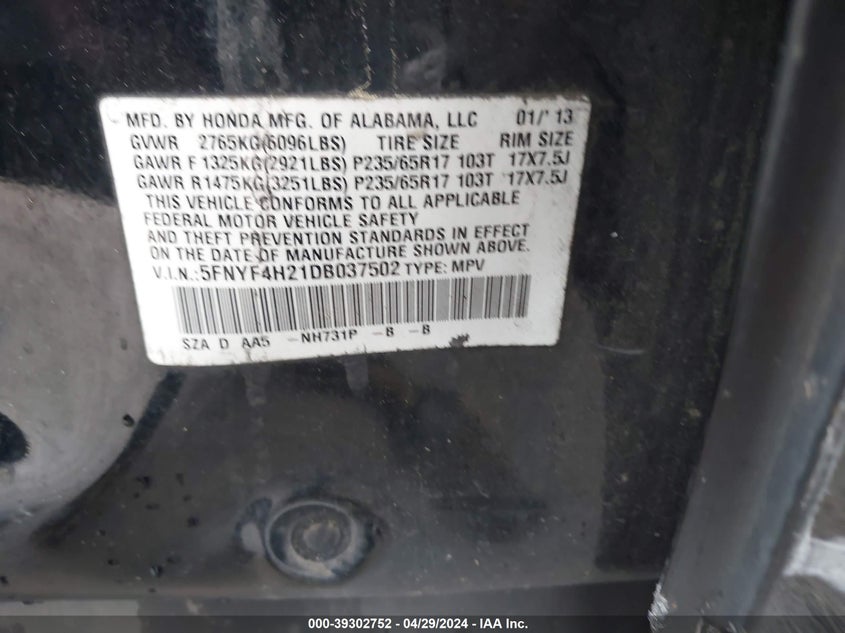 MFD. BY HONDA MFG. OF ALABAMA, LLC 01/'13
GVWR 2765KG(6096LBS) TIRE SIZE RIM SIZE
GAWR F1325KG(2921LBS) P235/65R17 103T 17X7.5J
GAWR R1475KG(3251LBS) P235/65R17 103T 17X7.5J
THIS VEHICLE CONFORMS TO ALL APPLICABLE
FEDERAL MOTOR VEHICLE SAFETY
AND THEFT PREVENTION STANDARDS IN EFFECT
ON THE DATE OF MANUFACTURE SHOWN ABOVE.
V.I.N.:5FNYF4H21DB037502 TYPE: MPV
SZA D AA5 -NH731P -B -B
000-39302752 - 04/29/2024 - IAA Inc.